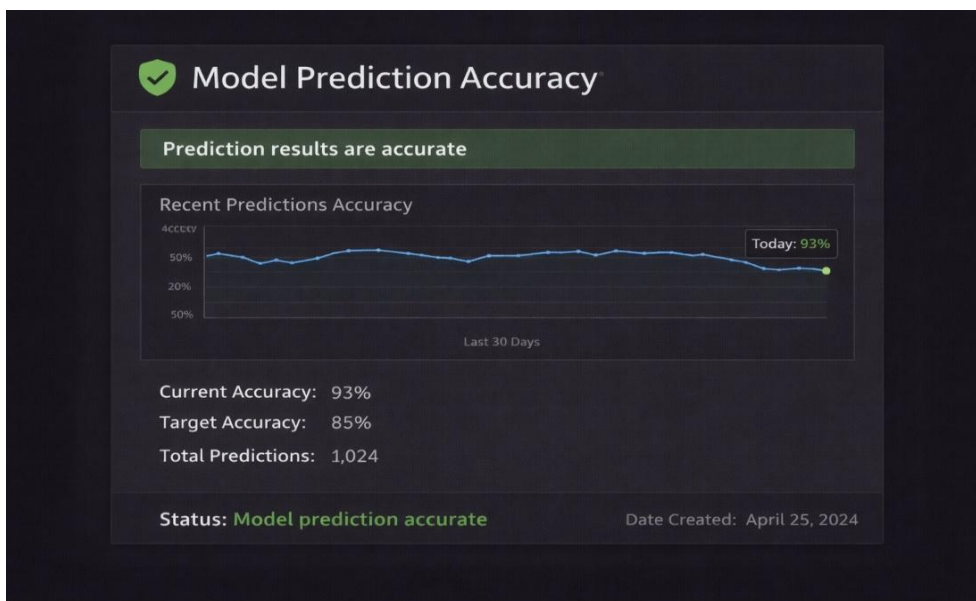 Model Prediction Accuracy
Prediction results are accurate
Recent Predictions Accuracy
50%
Today: 93%
20%
50%
Last 30 Days
Current Accuracy: 93%
Target Accuracy: 85%
Total Predictions: 1,024
Status: Model prediction accurate
Date Created: April 25, 2024